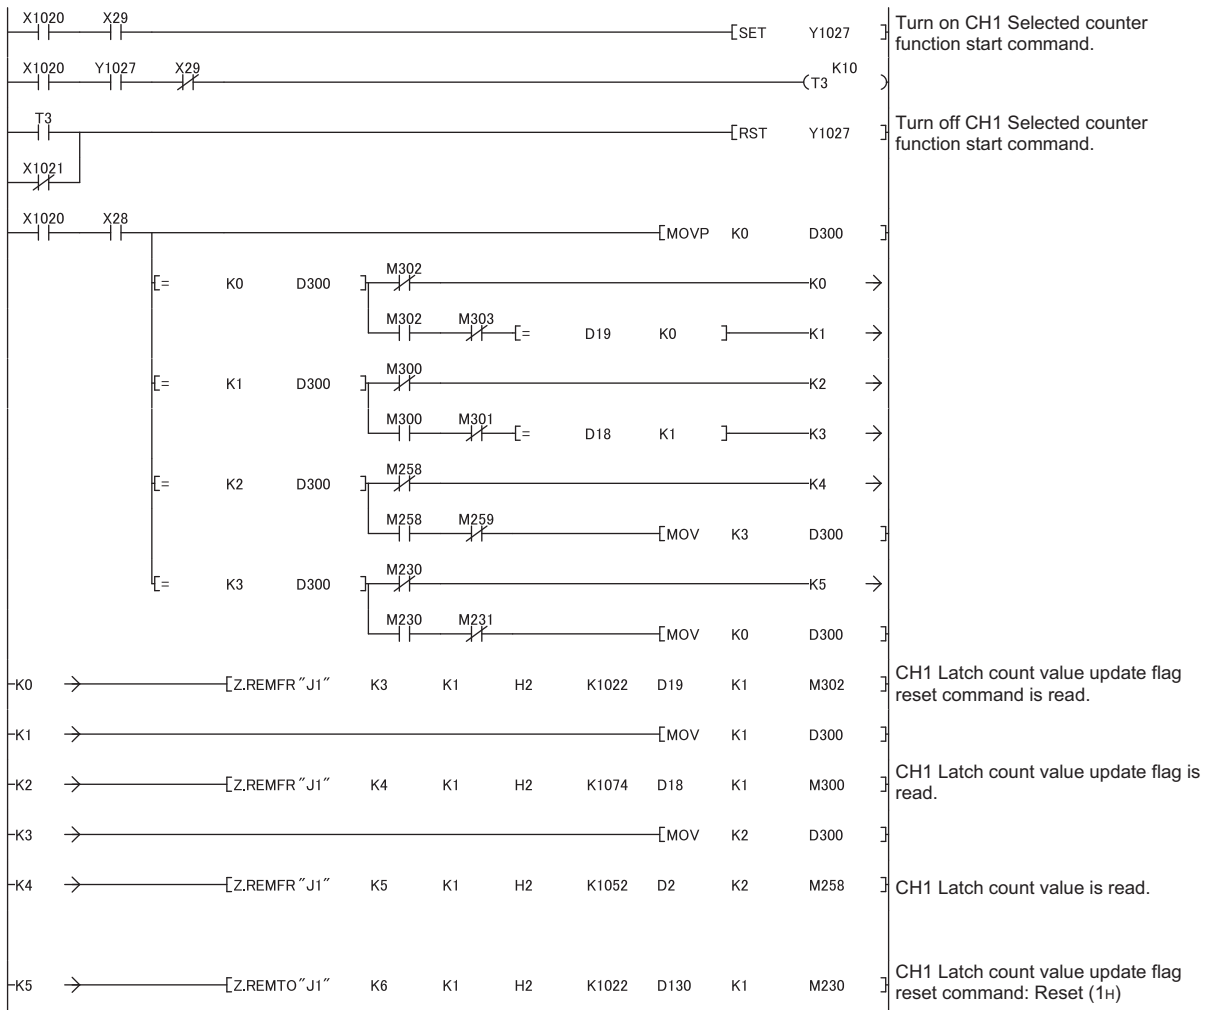 X1020 X29
[SET Y1027 ] Turn on CH1 Selected counter
function start command.
X1020 Y1027 X29 K10
(T3 )
T3
[RST Y1027 ] Turn off CH1 Selected counter
function start command.
X1021
X1020 X28
[MOVP K0 D300 ]
[= K0 D300 ] M302 K0
M302 M303 [= D19 K0 ] K1
[= K1 D300 ] M300 K2
M300 M301 [= D18 K1 ] K3
[= K2 D300 ] M258 K4
M258 M259 [MOV K3 D300 ]
[= K3 D300 ] M230 K5
M230 M231 [MOV K0 D300 ]
K0 [Z.REMFR "J1" K3 K1 H2 K1022 D19 K1 M302 ] CH1 Latch count value update flag
reset command is read.
K1 [MOV K1 D300 ]
K2 [Z.REMFR "J1" K4 K1 H2 K1074 D18 K1 M300 ] CH1 Latch count value update flag is
read.
K3 [MOV K2 D300 ]
K4 [Z.REMFR "J1" K5 K1 H2 K1052 D2 K2 M258 ] CH1 Latch count value is read.
K5 [Z.REMTO "J1" K6 K1 H2 K1022 D130 K1 M230 ] CH1 Latch count value update flag
reset command: Reset (1H)